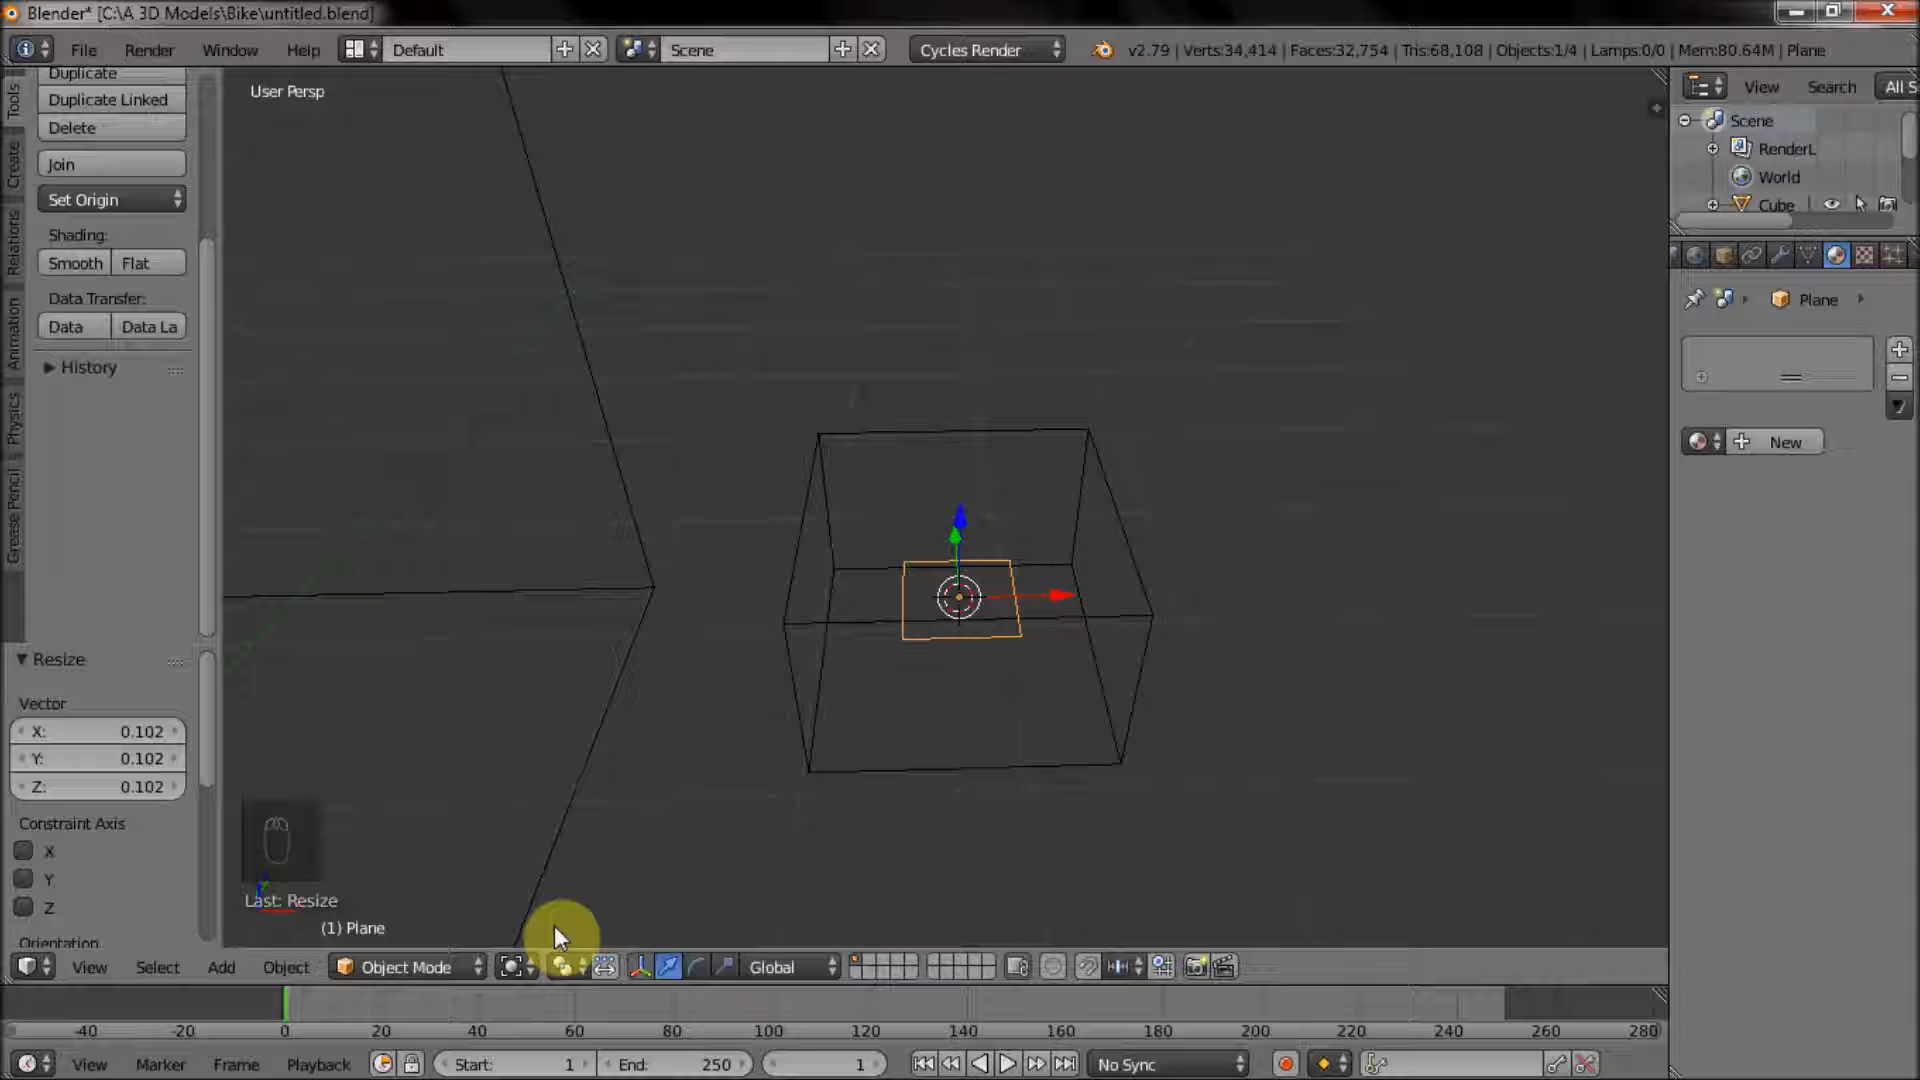 Blender* [C:\A 3D Models\Bike\untitled.blend]
File Render Window Help Default Scene Cycles Render v2.79 | Verts:34,414 | Faces:32,754 | Tris:68,108 | Objects:1/4 | Lamps:0/0 | Mem:80.64M | Plane
Tools
Create
Relations
Animation
Physics
Grease Pencil
Duplicate
Duplicate Linked
Delete
Join
Set Origin
Shading:
Smooth Flat
Data Transfer:
Data Data La
History
Resize
Vector
X: 0.102
Y: 0.102
Z: 0.102
Constraint Axis
X
Y
Z
Orientation
User Persp
Last: Resize
(1) Plane
View Search All S
Scene
RenderL
World
Cube
Plane
New
View Select Add Object Object Mode Global
-40 -20 0 20 40 60 80 100 120 140 160 180 200 220 240 260 280
View Marker Frame Playback Start: 1 End: 250 1 No Sync